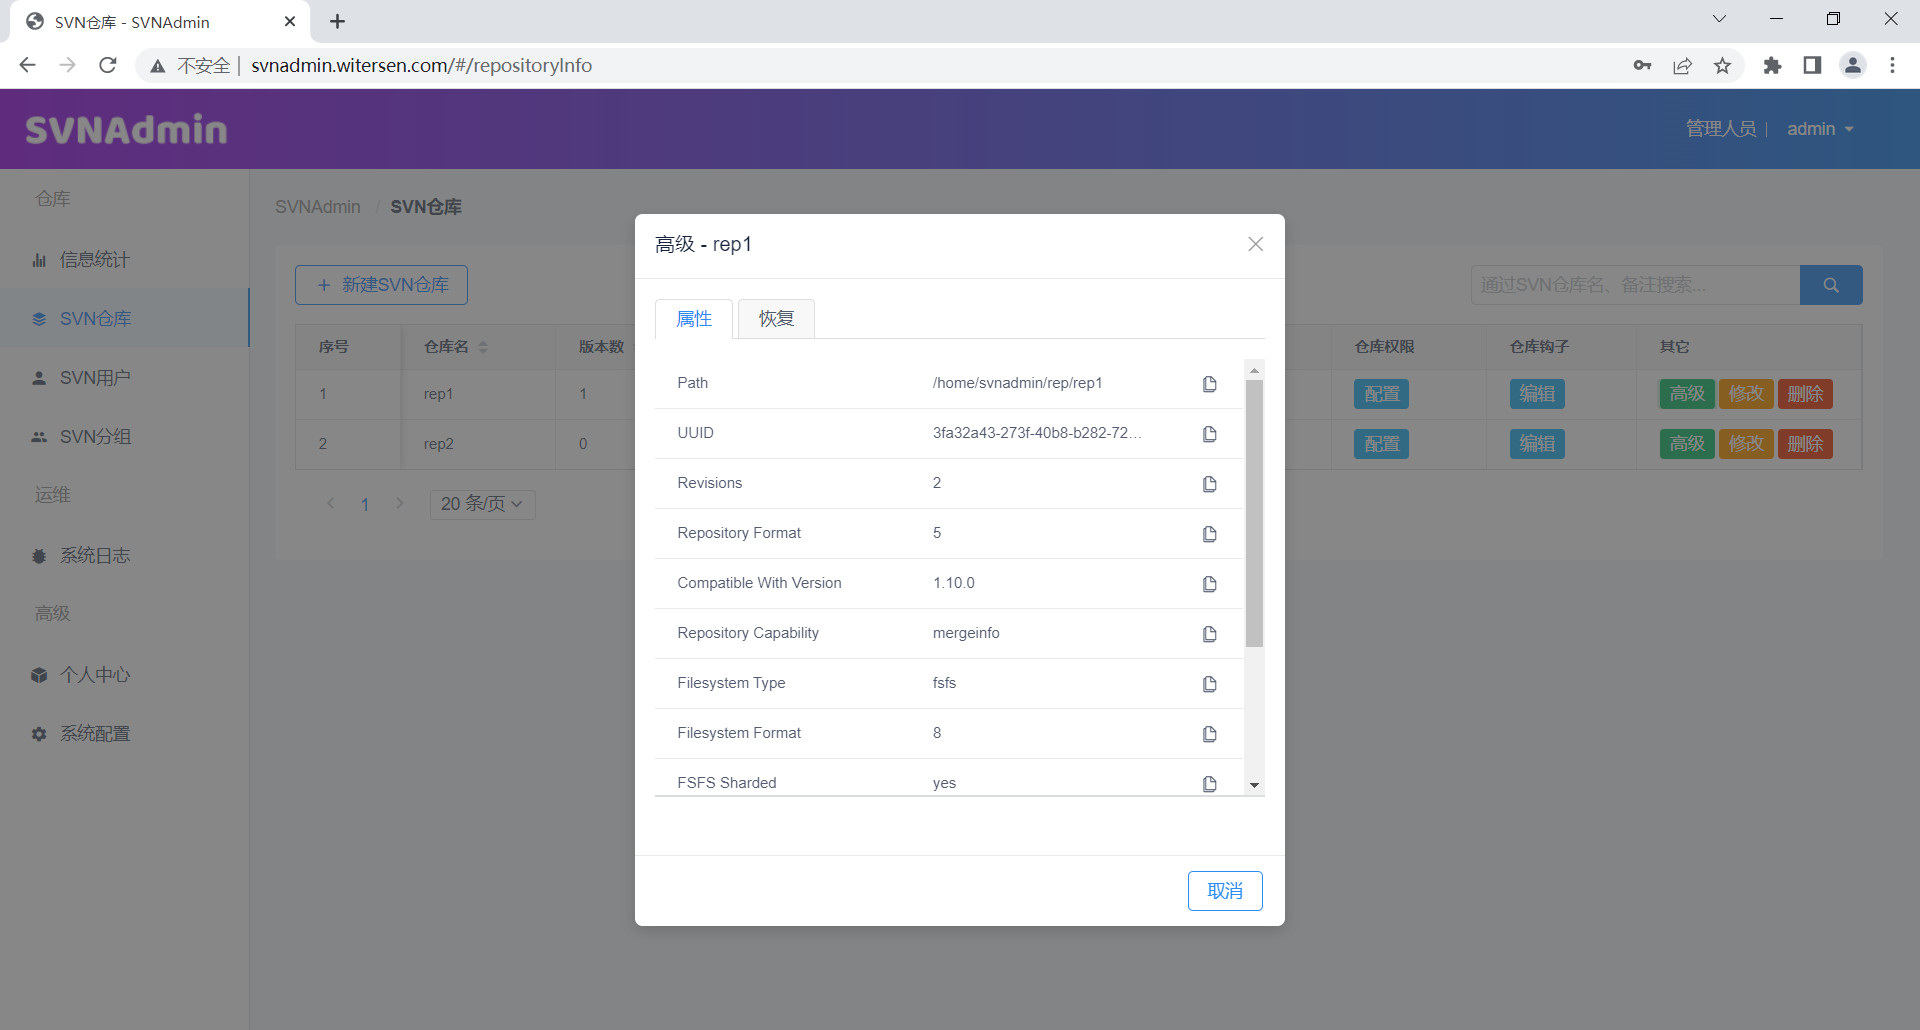 SVN仓库 - SVNAdmin
不安全 | svnadmin.witersen.com/#/repositoryInfo
SVNAdmin
管理人员 | admin
仓库
信息统计
SVN仓库
SVN用户
SVN分组
运维
系统日志
高级
个人中心
系统配置
SVNAdmin / SVN仓库
+ 新建SVN仓库
通过SVN仓库名、备注搜索...
序号 仓库名 版本数 仓库权限 仓库钩子 其它
1 rep1 1 配置 编辑 高级 修改 删除
2 rep2 0 配置 编辑 高级 修改 删除
1 20 条/页
高级 - rep1
属性 恢复
Path /home/svnadmin/rep/rep1
UUID 3fa32a43-273f-40b8-b282-72...
Revisions 2
Repository Format 5
Compatible With Version 1.10.0
Repository Capability mergeinfo
Filesystem Type fsfs
Filesystem Format 8
FSFS Sharded yes
取消